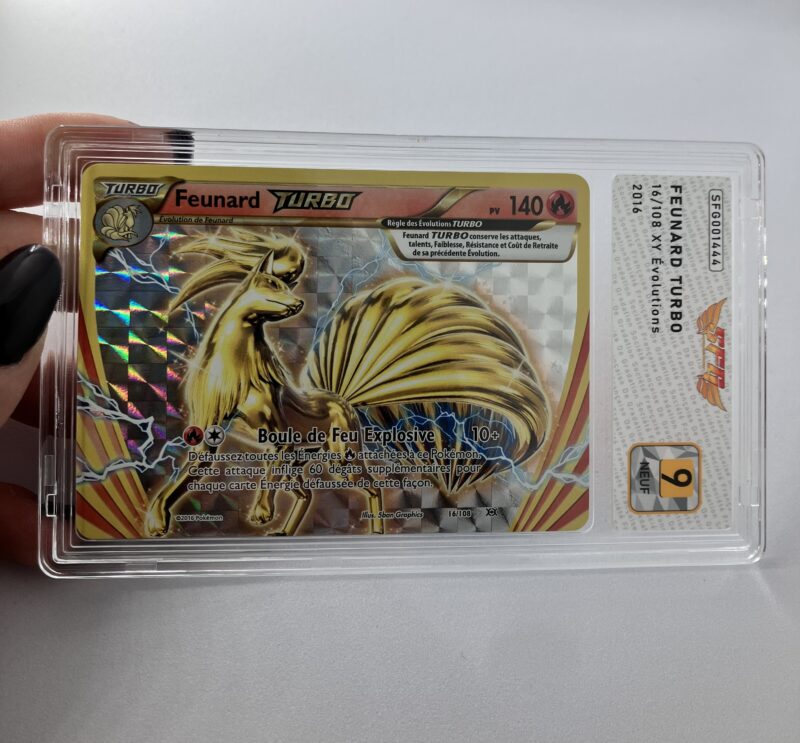 TURBO
Feunard TURBO
PV 140
Évolution de Feunard
Règle des Évolutions TURBO
Feunard TURBO conserve les attaques,
talents, Faiblesse, Résistance et Coût de Retraite
de sa précédente Évolution.
Boule de Feu Explosive 10+
Défaussez toutes les Énergies attachées à ce Pokémon.
Cette attaque inflige 60 dégâts supplémentaires pour
chaque carte Énergie défaussée de cette façon.
©2016 Pokémon
Illus. 5ban Graphics
16/108
SFG001444
FEUNARD TURBO
16/108 XY Évolutions
2016
SFG
9
NEUF